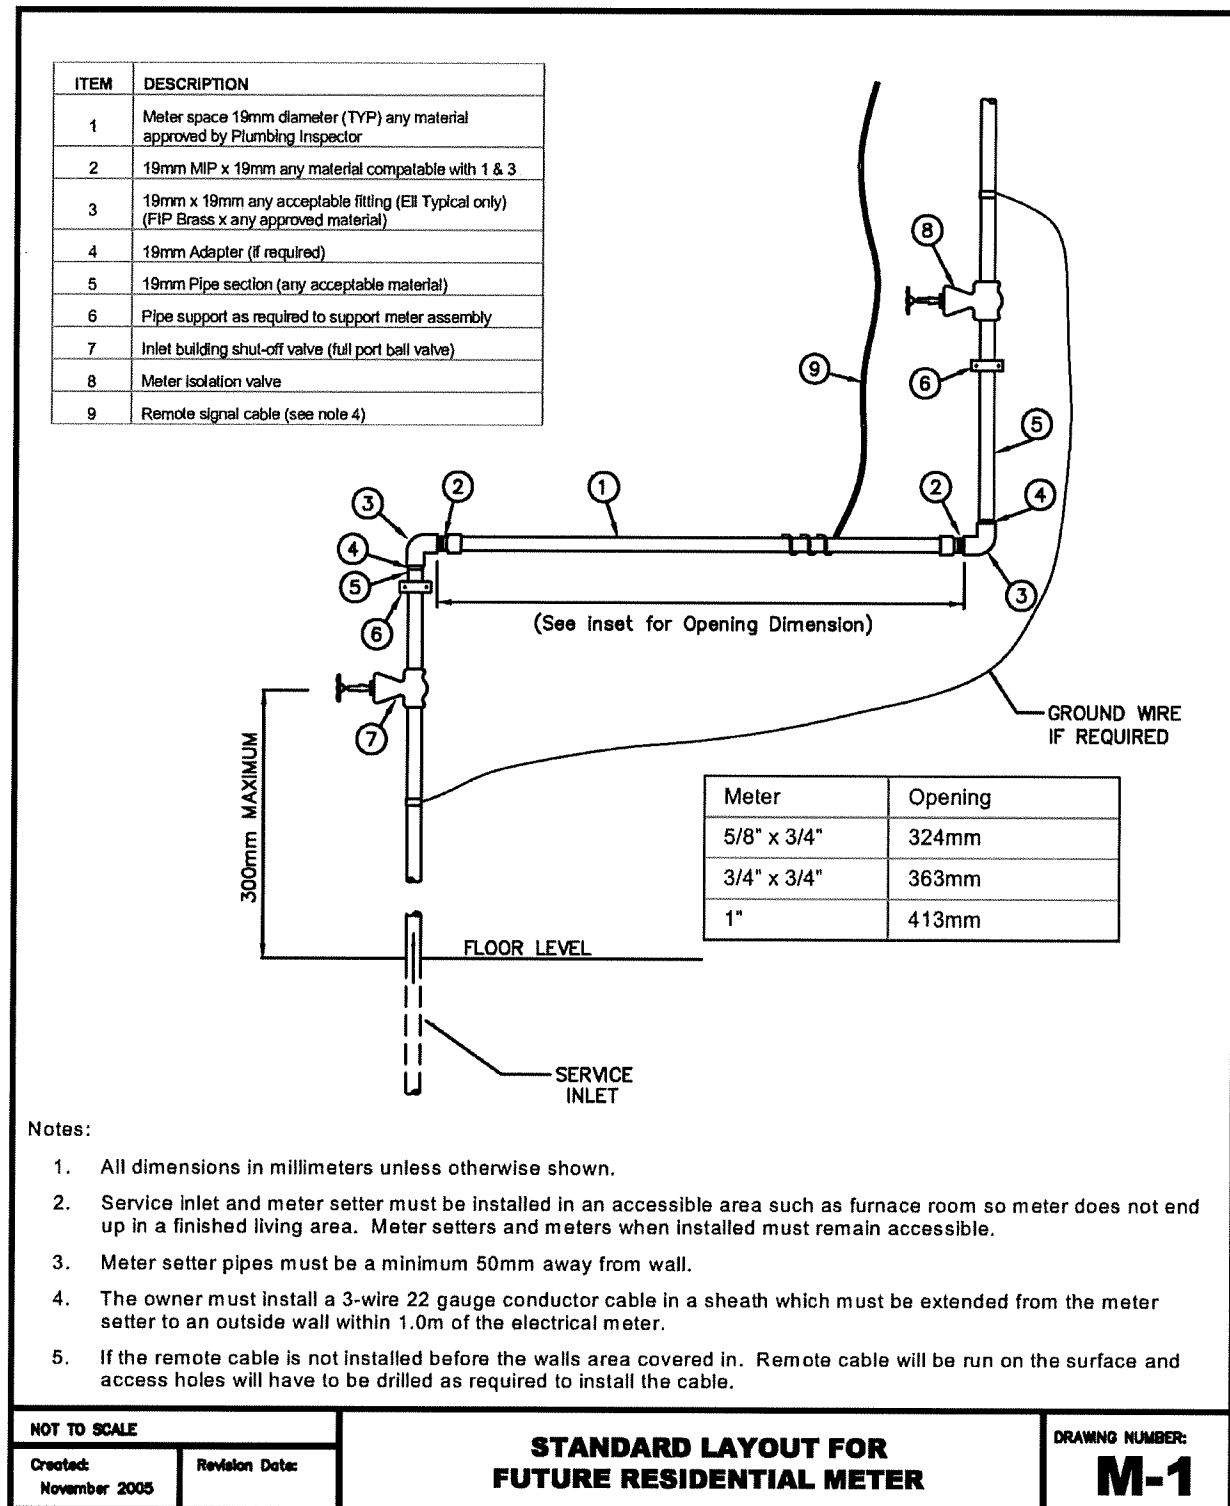 ITEM DESCRIPTION
1 Meter space 19mm diameter (TYP) any material
approved by Plumbing Inspector
2 19mm MIP x 19mm any material compatable with 1 & 3
3 19mm x 19mm any acceptable fitting (Ell Typical only)
(FIP Brass x any approved material)
4 19mm Adapter (if required)
5 19mm Pipe section (any acceptable material)
6 Pipe support as required to support meter assembly
7 Inlet building shut-off valve (full port ball valve)
8 Meter isolation valve
9 Remote signal cable (see note 4)
8
9
6
5
3
2
1
2
4
4
5
3
6
(See inset for Opening Dimension)
7
300mm MAXIMUM
GROUND WIRE
IF REQUIRED
Meter Opening
5/8" x 3/4" 324mm
3/4" x 3/4" 363mm
1" 413mm
FLOOR LEVEL
SERVICE
INLET
Notes:
1. All dimensions in millimeters unless otherwise shown.
2. Service inlet and meter setter must be installed in an accessible area such as furnace room so meter does not end
up in a finished living area. Meter setters and meters when installed must remain accessible.
3. Meter setter pipes must be a minimum 50mm away from wall.
4. The owner must install a 3-wire 22 gauge conductor cable in a sheath which must be extended from the meter
setter to an outside wall within 1.0m of the electrical meter.
5. If the remote cable is not installed before the walls area covered in. Remote cable will be run on the surface and
access holes will have to be drilled as required to install the cable.
NOT TO SCALE
Created:
November 2005
Revision Date:
STANDARD LAYOUT FOR
FUTURE RESIDENTIAL METER
DRAWING NUMBER:
M-1